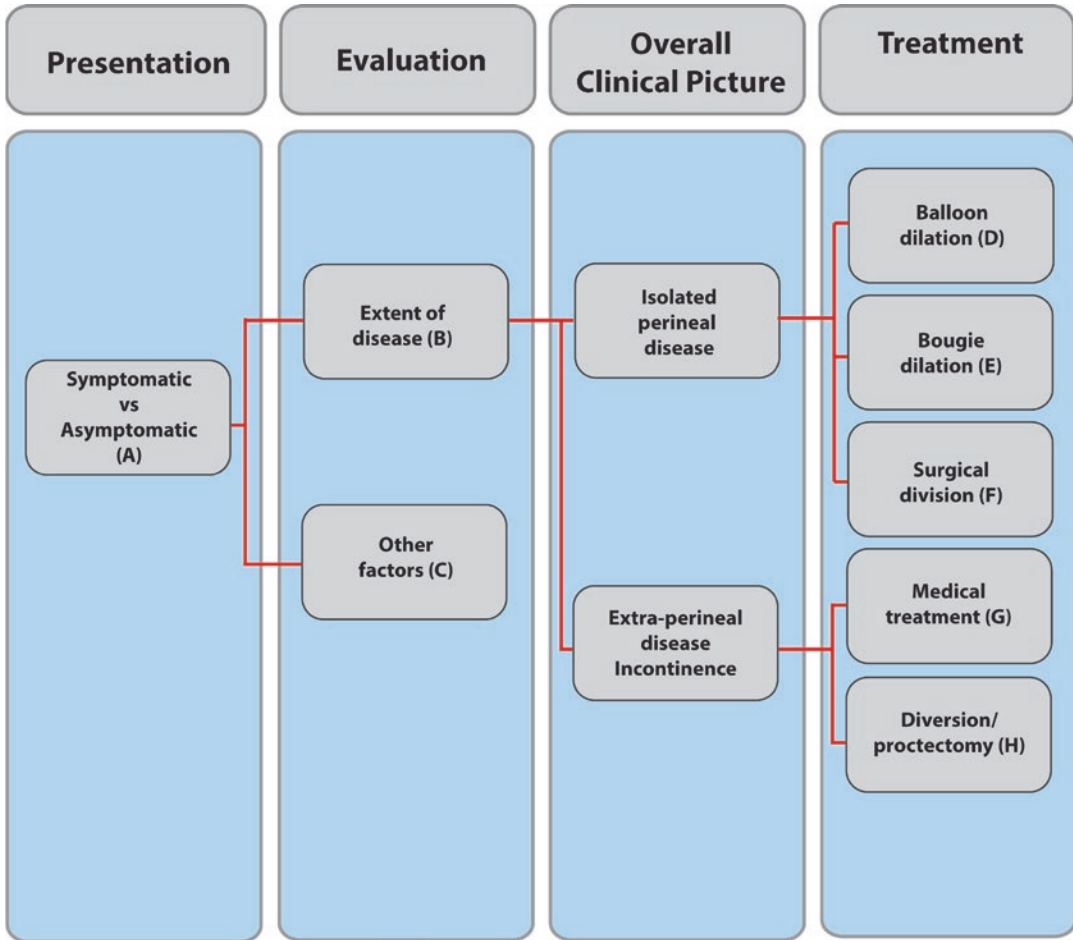 Presentation
Evaluation
Overall
Clinical Picture
Treatment
Symptomatic
vs
Asymptomatic
(A)
Extent of
disease (B)
Other
factors (C)
Isolated
perineal
disease
Extra-perineal
disease
Incontinence
Balloon
dilation (D)
Bougie
dilation (E)
Surgical
division (F)
Medical
treatment (G)
Diversion/
proctectomy (H)